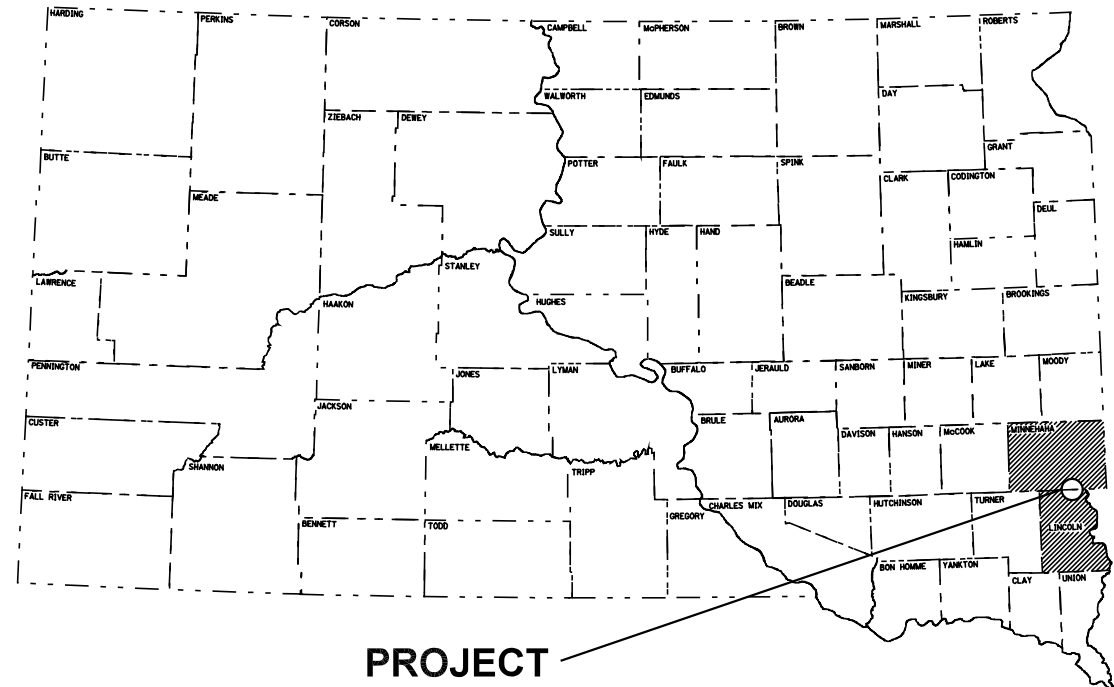 HARDING
PERKINS
CORSON
CAMPBELL
McPHERSON
BROWN
MARSHALL
ROBERTS
WALWORTH
EDMUNDS
DAY
ZIEBACH
DEWEY
GRANT
BUTTE
POTTER
FAULK
SPINK
CLARK
CODINGTON
MEADE
DEUL
SULLY
HYDE
HAND
HAMLIN
STANLEY
LAWRENCE
BEADLE
HAAKON
HUGHES
KINGSBURY
BROOKINGS
PENNINGTON
JONES
LYMAN
BUFFALO
JERAULD
SANBORN
MINER
LAKE
MOODY
JACKSON
CUSTER
BRULE
AURORA
DAVISON
HANSON
McCOOK
MINNEHAHA
MELLETTE
SHANNON
TRIPP
FALL RIVER
GREGORY
CHARLES MIX
DOUGLAS
HUTCHINSON
TURNER
BENNETT
TODD
LINCOLN
BON HOMME
YANKTON
CLAY
UNION
PROJECT